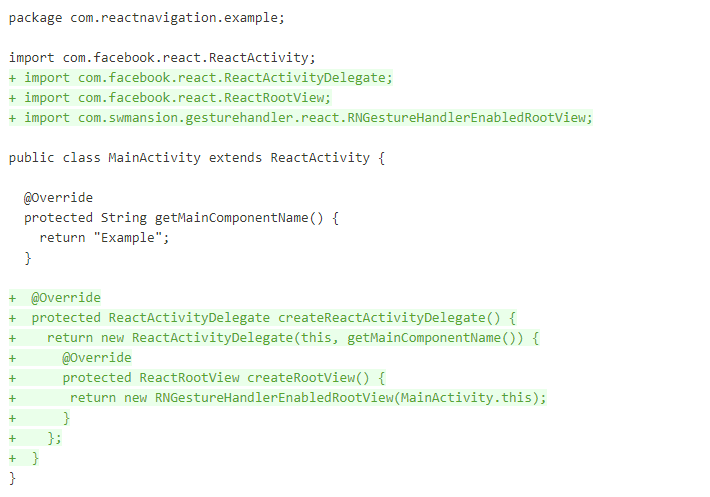 package com.reactnavigation.example;

import com.facebook.react.ReactActivity;
+ import com.facebook.react.ReactActivityDelegate;
+ import com.facebook.react.ReactRootView;
+ import com.swmansion.gesturehandler.react.RNGestureHandlerEnabledRootView;

public class MainActivity extends ReactActivity {

  @Override
  protected String getMainComponentName() {
    return "Example";
  }

+  @Override
+  protected ReactActivityDelegate createReactActivityDelegate() {
+    return new ReactActivityDelegate(this, getMainComponentName()) {
+      @Override
+      protected ReactRootView createRootView() {
+       return new RNGestureHandlerEnabledRootView(MainActivity.this);
+      }
+    };
+  }
}